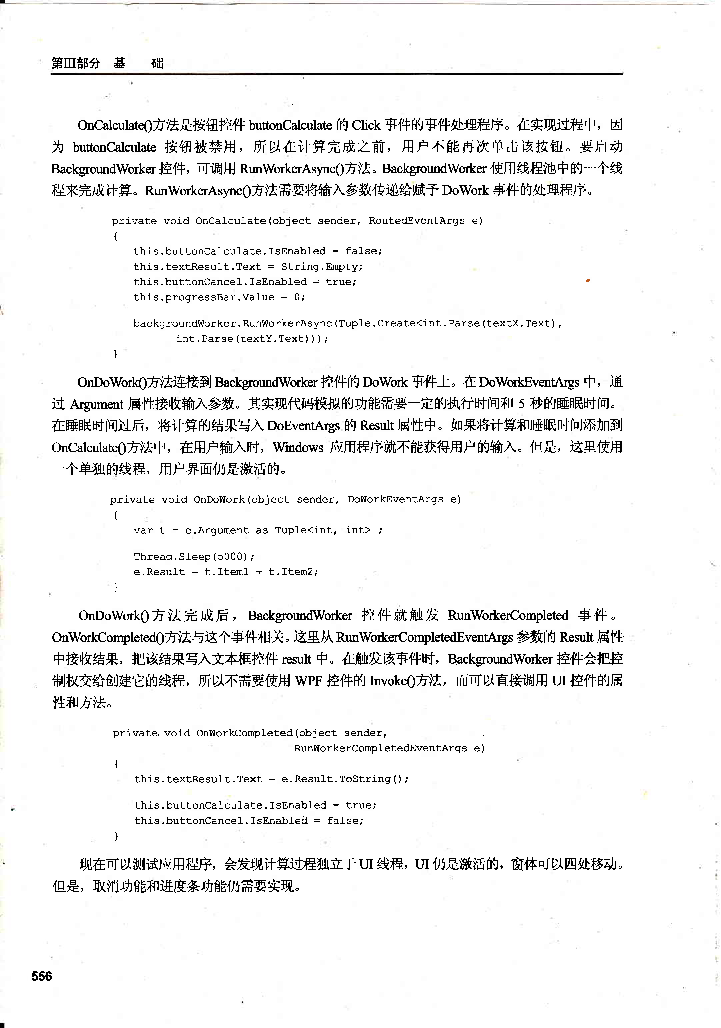 第Ⅲ部分 基 础
OnCalculate()方法是按钮控件 buttonCalculate 的 Click 事件的事件处理程序。在实现过程中，因
为 buttonCalculate 按钮被禁用，所以在计算完成之前，用户不能再次单击该按钮。要启动
BackgroundWorker 控件，可调用 RunWorkerAsync()方法。BackgroundWorker 使用线程池中的一个线
程来完成计算。RunWorkerAsync()方法需要将输入参数传递给赋予 DoWork 事件的处理程序。
private void OnCalculate(object sender, RoutedEventArgs e)
{
this.buttonCalculate.IsEnabled = false;
this.textResult.Text = String.Empty;
this.buttonCancel.IsEnabled = true;
this.progressBar.Value = 0;
backgroundWorker.RunWorkerAsync(Tuple.Create(int.Parse(textX.Text),
int.Parse(textY.Text)));
}
OnDoWork()方法连接到 BackgroundWorker 控件的 DoWork 事件上。在 DoWorkEventArgs 中，通
过 Argument 属性接收输入参数。其实现代码模拟的功能需要一定的执行时间和 5 秒的睡眠时间。
在睡眠时间过后，将计算的结果写入 DoEventArgs 的 Result 属性中。如果将计算和睡眠时间添加到
OnCalculate()方法中，在用户输入时，Windows 应用程序就不能获得用户的输入。但是，这里使用
一个单独的线程，用户界面仍是激活的。
private void OnDoWork(object sender, DoWorkEventArgs e)
{
var t = e.Argument as Tuple<int, int> ;
Thread.Sleep(5000);
e.Result = t.Item1 + t.Item2;
}
OnDoWork()方法完成后，BackgroundWorker 控件就触发 RunWorkerCompleted 事件。
OnWorkCompleted()方法与这个事件相关。这里从 RunWorkerCompletedEventArgs 参数的 Result 属性
中接收结果，把该结果写入文本框控件 result 中。在触发该事件时，BackgroundWorker 控件会把控
制权交给创建它的线程，所以不需要使用 WPF 控件的 Invoke()方法，而可以直接调用 UI 控件的属
性和方法。
private void OnWorkCompleted(object sender,
RunWorkerCompletedEventArgs e)
{
this.textResult.Text = e.Result.ToString();
this.buttonCalculate.IsEnabled = true;
this.buttonCancel.IsEnabled = false;
}
现在可以测试应用程序，会发现计算过程独立于 UI 线程，UI 仍是激活的，窗体可以四处移动。
但是，取消功能和进度条功能仍需要实现。
556